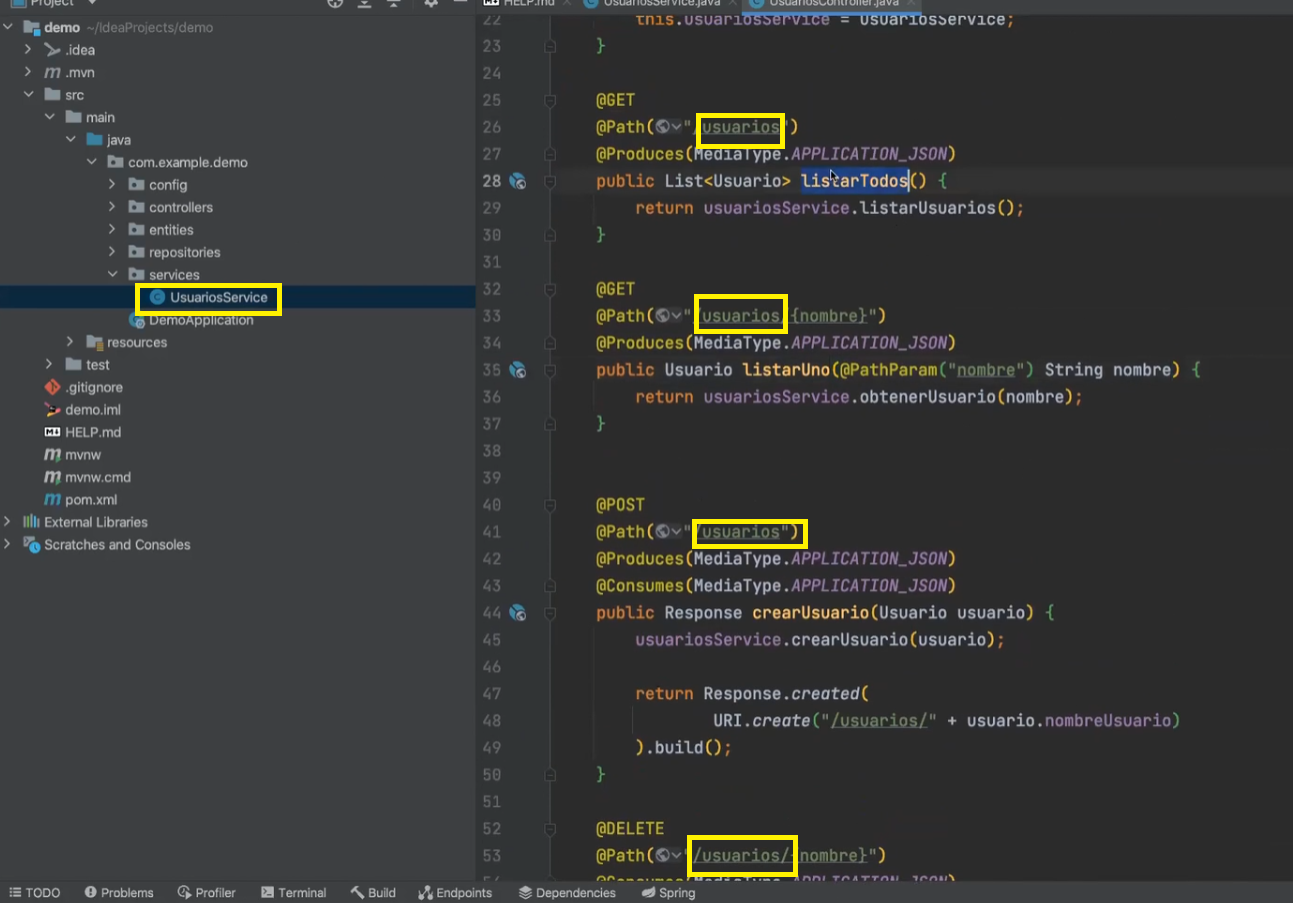 Project
demo ~/IdeaProjects/demo
.idea
.mvn
src
main
java
com.example.demo
config
controllers
entities
repositories
services
UsuariosService
DemoApplication
resources
test
.gitignore
demo.iml
HELP.md
mvnw
mvnw.cmd
pom.xml
External Libraries
Scratches and Consoles
HELP.md UsuariosService.java UsuariosController.java
22 this.usuariosService = usuariosService;
23 }
24
25 @GET
26 @Path("/usuarios")
27 @Produces(MediaType.APPLICATION_JSON)
28 public List<Usuario> listarTodos() {
29 return usuariosService.listarUsuarios();
30 }
31
32 @GET
33 @Path("/usuarios/{nombre}")
34 @Produces(MediaType.APPLICATION_JSON)
35 public Usuario listarUno(@PathParam("nombre") String nombre) {
36 return usuariosService.obtenerUsuario(nombre);
37 }
38
39
40 @POST
41 @Path("/usuarios")
42 @Produces(MediaType.APPLICATION_JSON)
43 @Consumes(MediaType.APPLICATION_JSON)
44 public Response crearUsuario(Usuario usuario) {
45 usuariosService.crearUsuario(usuario);
46
47 return Response.created(
48 URI.create("/usuarios/" + usuario.nombreUsuario)
49 ).build();
50 }
51
52 @DELETE
53 @Path("/usuarios/{nombre}")
54 @Consumes(MediaType.APPLICATION_JSON)
TODO Problems Profiler Terminal Build Endpoints Dependencies Spring